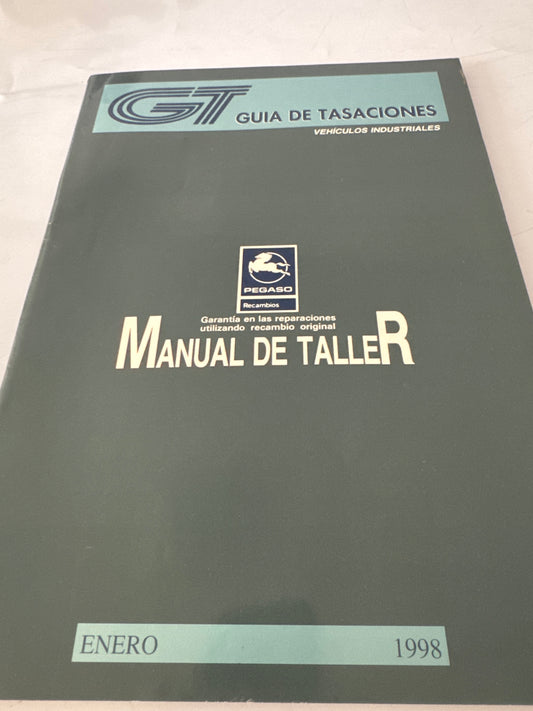 GT GUIA DE TASACIONES
VEHÍCULOS INDUSTRIALES
PEGASO
Recambios
Garantía en las reparaciones
utilizando recambio original
MANUAL DE TALLER
ENERO 1998